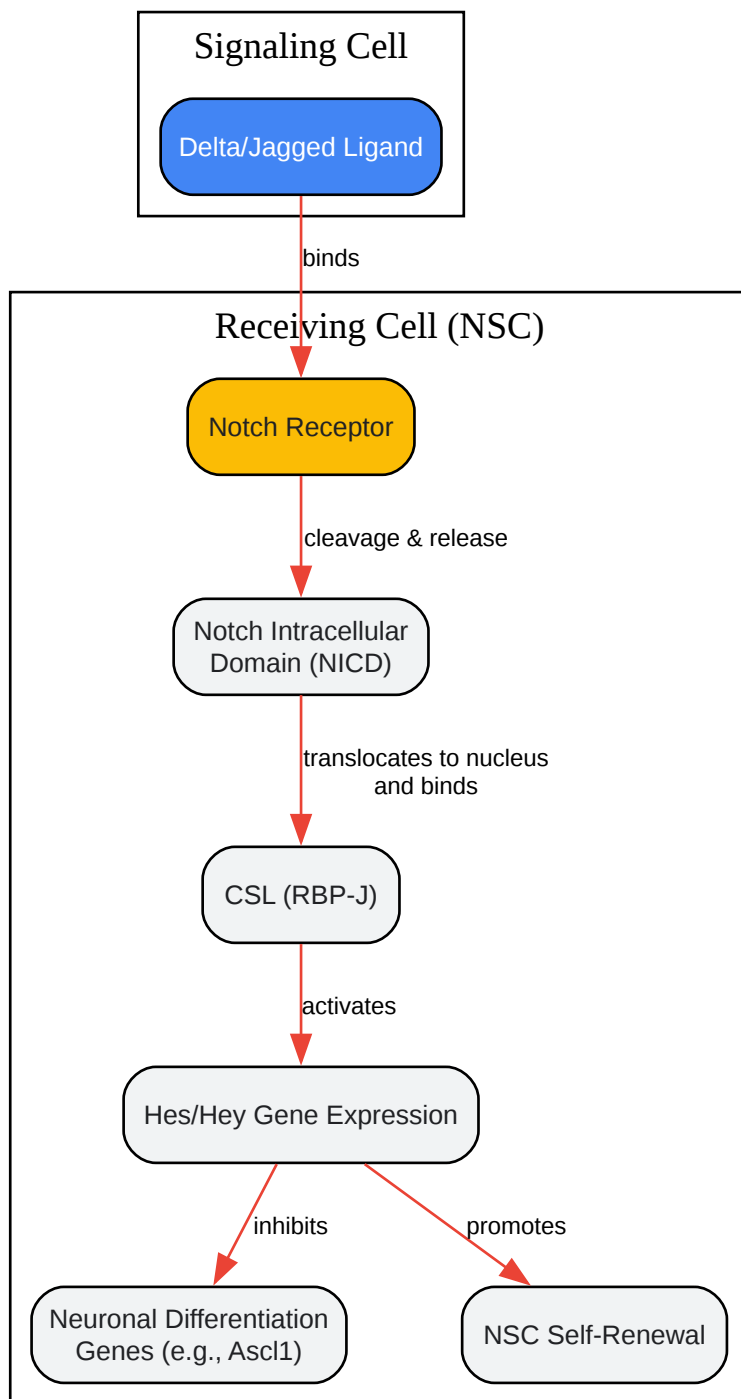 Signaling Cell
Delta/Jagged Ligand
binds
Receiving Cell (NSC)
Notch Receptor
cleavage & release
Notch Intracellular
Domain (NICD)
translocates to nucleus
and binds
CSL (RBP-J)
activates
Hes/Hey Gene Expression
inhibits
promotes
Neuronal Differentiation
Genes (e.g., Ascl1)
NSC Self-Renewal